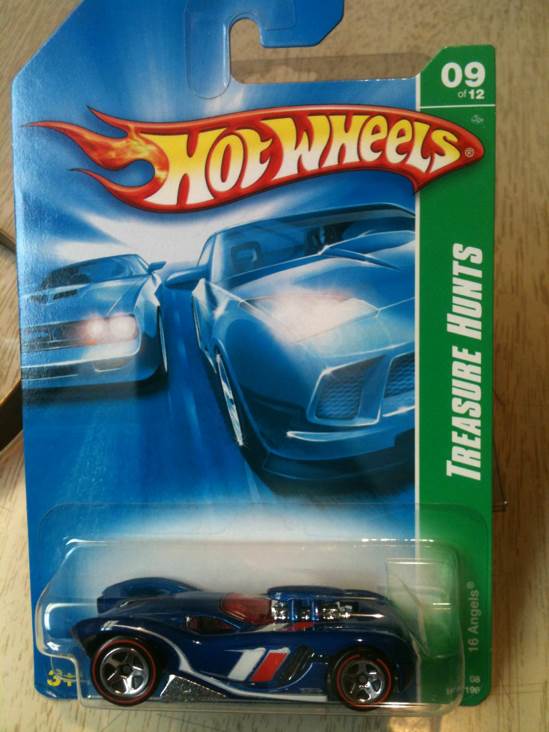 HOT WHEELS®
09
of 12
TREASURE HUNTS
16 Angels®
3+